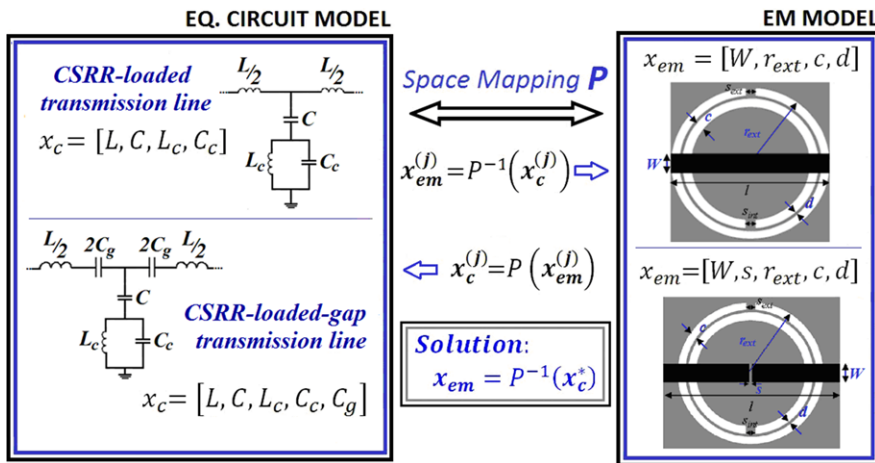 EQ. CIRCUIT MODEL
CSRR-loaded
transmission line
x_c = [L, C, L_c, C_c]
L/2
L/2
C
L_c
C_c
L/2
2C_g
2C_g
L/2
C
L_c
C_c
CSRR-loaded-gap
transmission line
x_c = [L, C, L_c, C_c, C_g]
Space Mapping P
x_em^(j) = P^-1(x_c^(j))
x_c^(j) = P(x_em^(j))
Solution:
x_em = P^-1(x_c^*)
EM MODEL
x_em = [W, r_ext, c, d]
s_ext
c
r_ext
W
l
d
s_int
x_em=[W, s, r_ext, c, d]
s_ext
c
r_ext
W
s
l
d
s_int